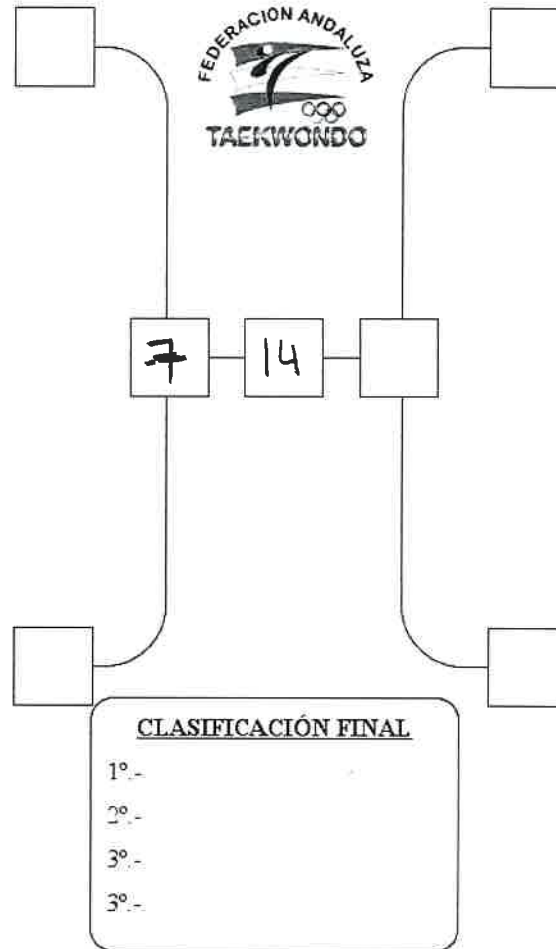 FEDERACION ANDALUZA
TAEKWONDO
7 14
CLASIFICACIÓN FINAL
1º.-
2º.-
3º.-
3º.-